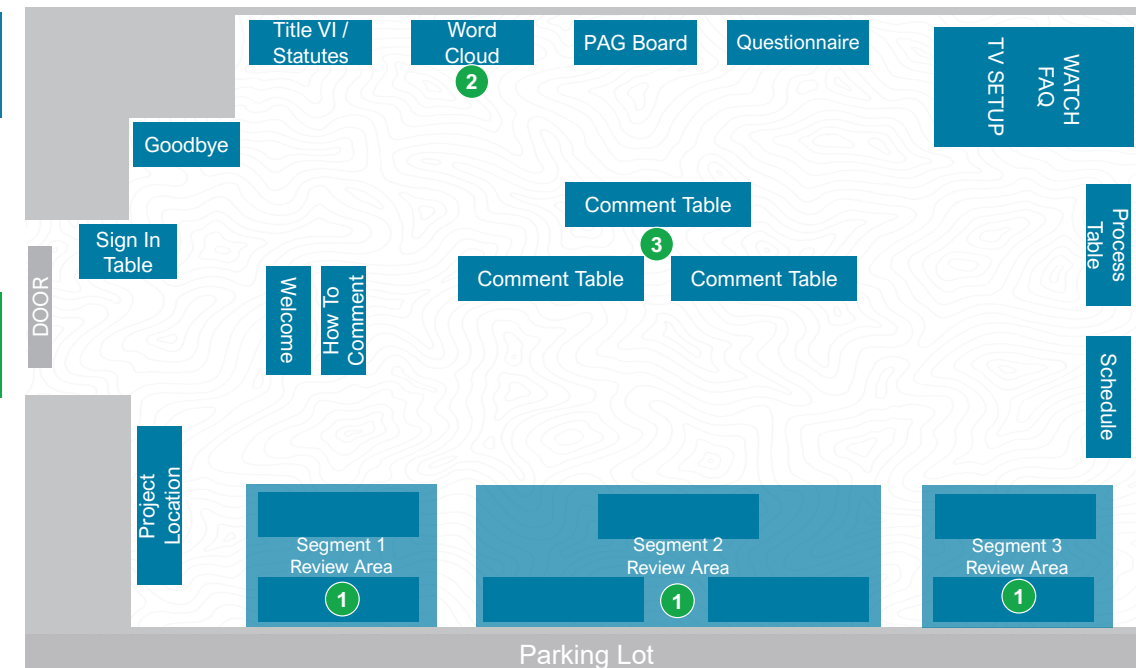 Title VI /
Statutes
Word
Cloud
2
PAG Board
Questionnaire
WATCH
FAQ
TV SETUP
Goodbye
Comment Table
3
Process
Table
Sign In
Table
DOOR
Comment Table
Comment Table
Welcome
How To
Comment
Schedule
Project
Location
Segment 1
Review Area
1
Segment 2
Review Area
1
Segment 3
Review Area
1
Parking Lot